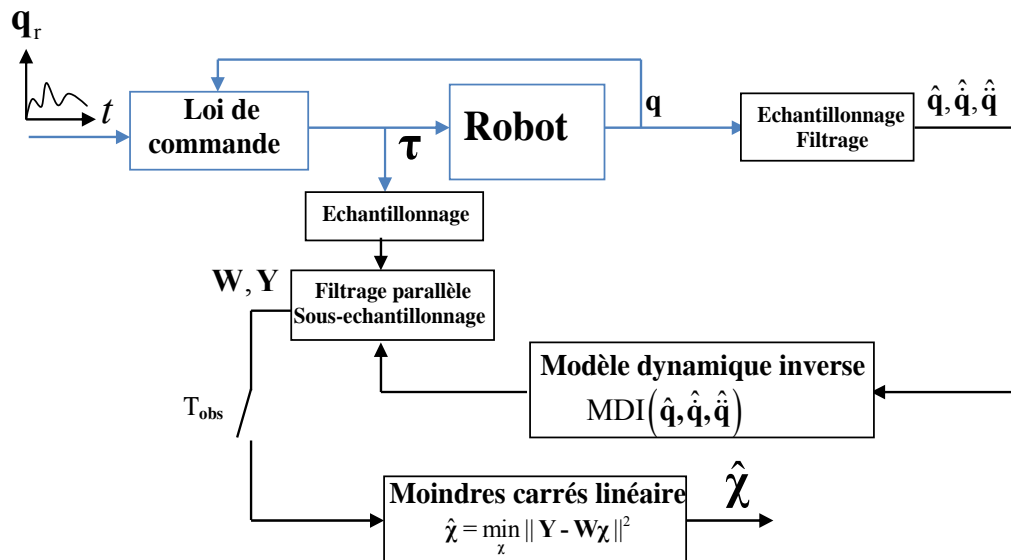 q_r
t
Loi de
commande
τ
Robot
q
Echantillonnage
Filtrage
q̂, q̇̂, q̈̂
Echantillonnage
W, Y
Filtrage parallèle
Sous-echantillonnage
Modèle dynamique inverse
MDI(q̂, q̇̂, q̈̂)
T_obs
Moindres carrés linéaire
χ̂ = min_χ || Y - Wχ ||²
χ̂